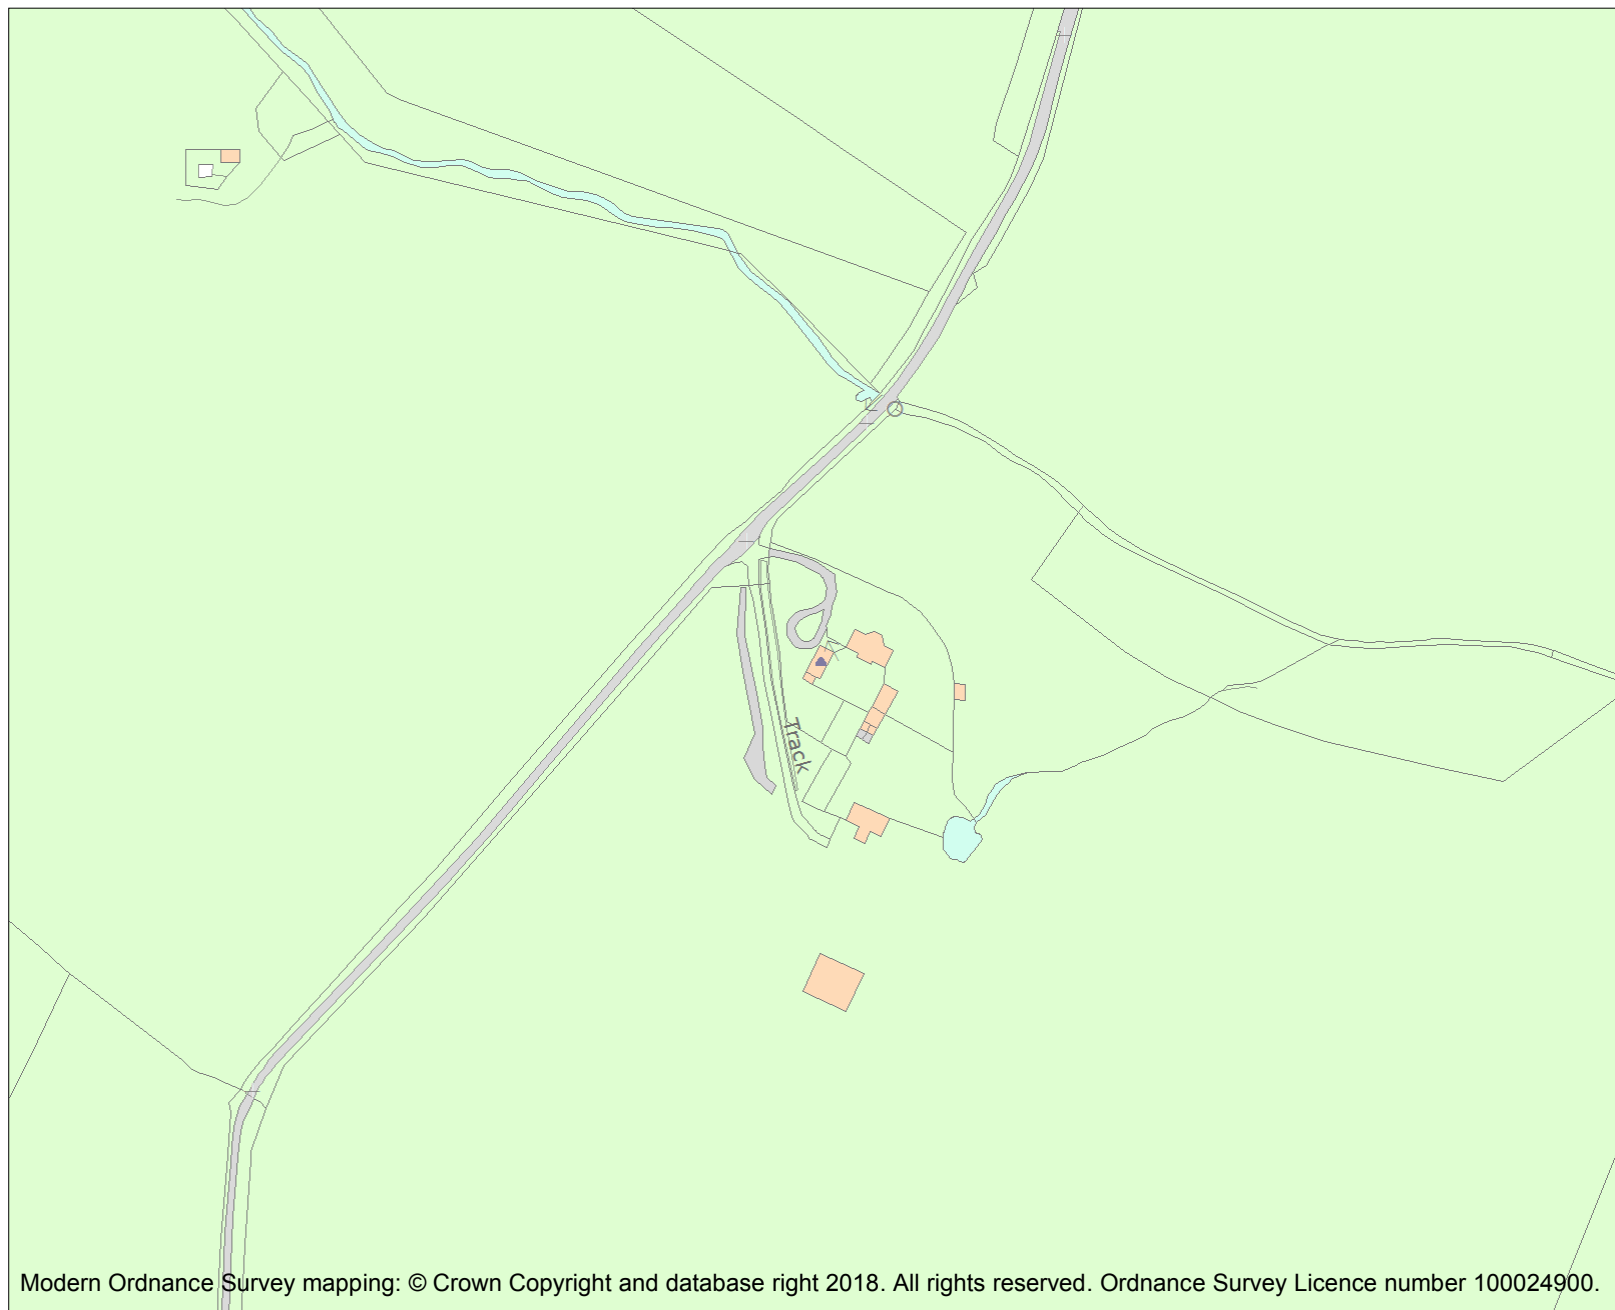 Track
Modern Ordnance Survey mapping: © Crown Copyright and database right 2018. All rights reserved. Ordnance Survey Licence number 100024900.